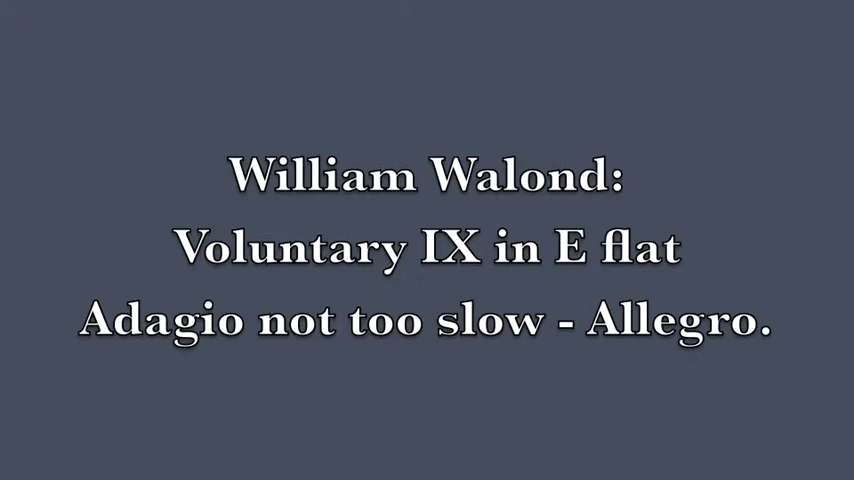 William Walond:
Voluntary IX in E flat
Adagio not too slow - Allegro.